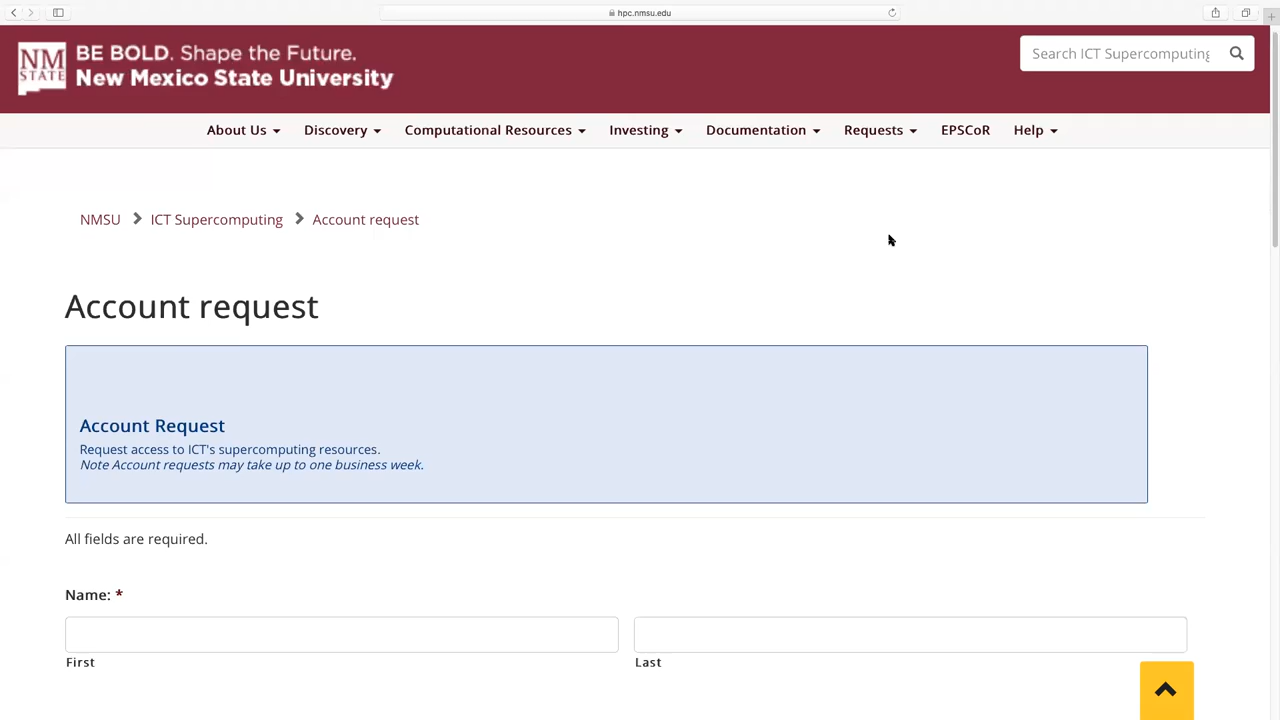 hpc.nmsu.edu
NM
STATE
BE BOLD. Shape the Future.
New Mexico State University
Search ICT Supercomputing
About Us
Discovery
Computational Resources
Investing
Documentation
Requests
EPSCoR
Help
NMSU
ICT Supercomputing
Account request
Account request
Account Request
Request access to ICT's supercomputing resources.
Note Account requests may take up to one business week.
All fields are required.
Name: *
First
Last